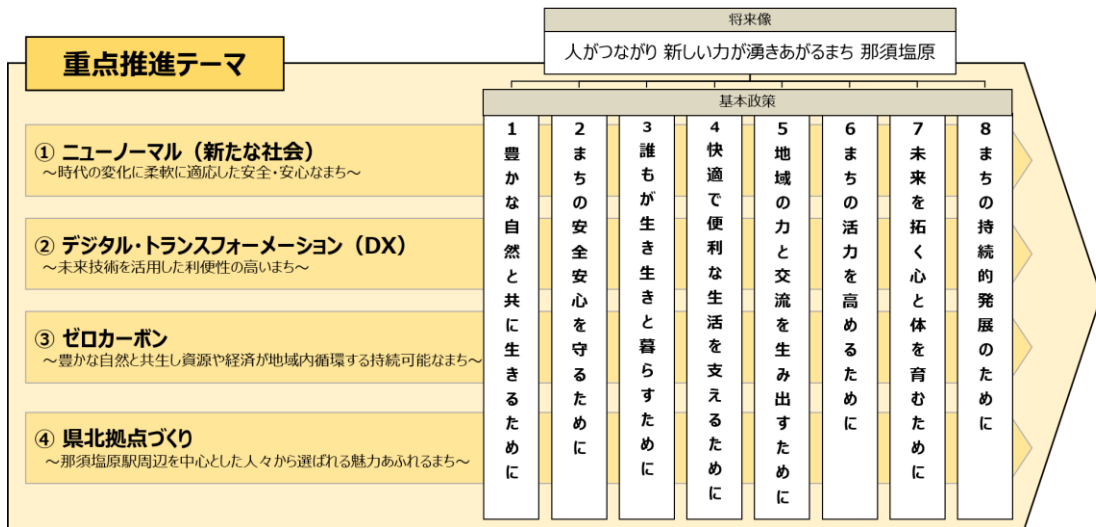 将来像
人がつながり 新しい力が湧きあがるまち 那須塩原
重点推進テーマ
基本政策
① ニューノーマル（新たな社会）
～時代の変化に柔軟に適応した安全・安心なまち～
② デジタル・トランスフォーメーション（DX）
～未来技術を活用した利便性の高いまち～
③ ゼロカーボン
～豊かな自然と共生し資源や経済が地域内循環する持続可能なまち～
④ 県北拠点づくり
～那須塩原駅周辺を中心とした人々から選ばれる魅力あふれるまち～
1豊かな自然と共に生きるために
2まちの安全安心を守るために
3誰もが生き生きと暮らすために
4快適で便利な生活を支えるために
5地域の力と交流を生み出すために
6まちの活力を高めるために
7未来を拓く心と体を育むために
8まちの持続的発展のために